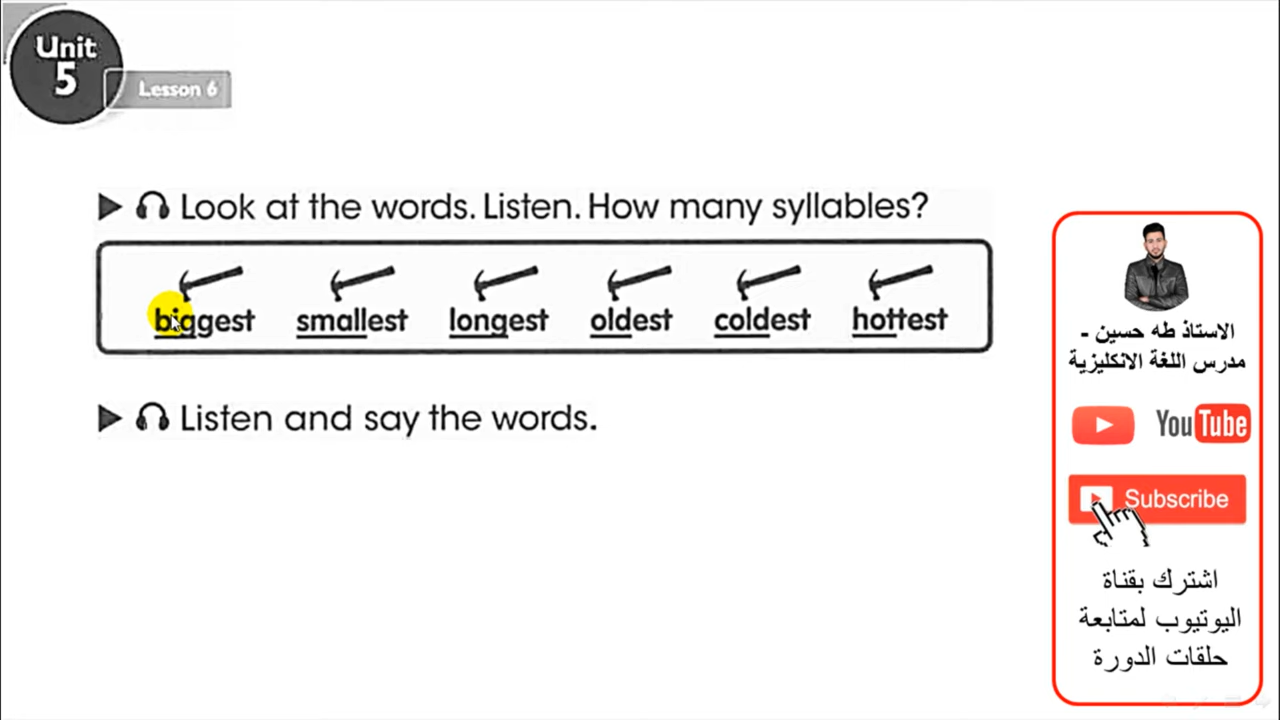 Unit
5
Lesson 6
Look at the words. Listen. How many syllables?
biggest smallest longest oldest coldest hottest
Listen and say the words.
الاستاذ طه حسين -
مدرس اللغة الانكليزية
YouTube
Subscribe
اشترك بقناة
اليوتيوب لمتابعة
حلقات الدورة